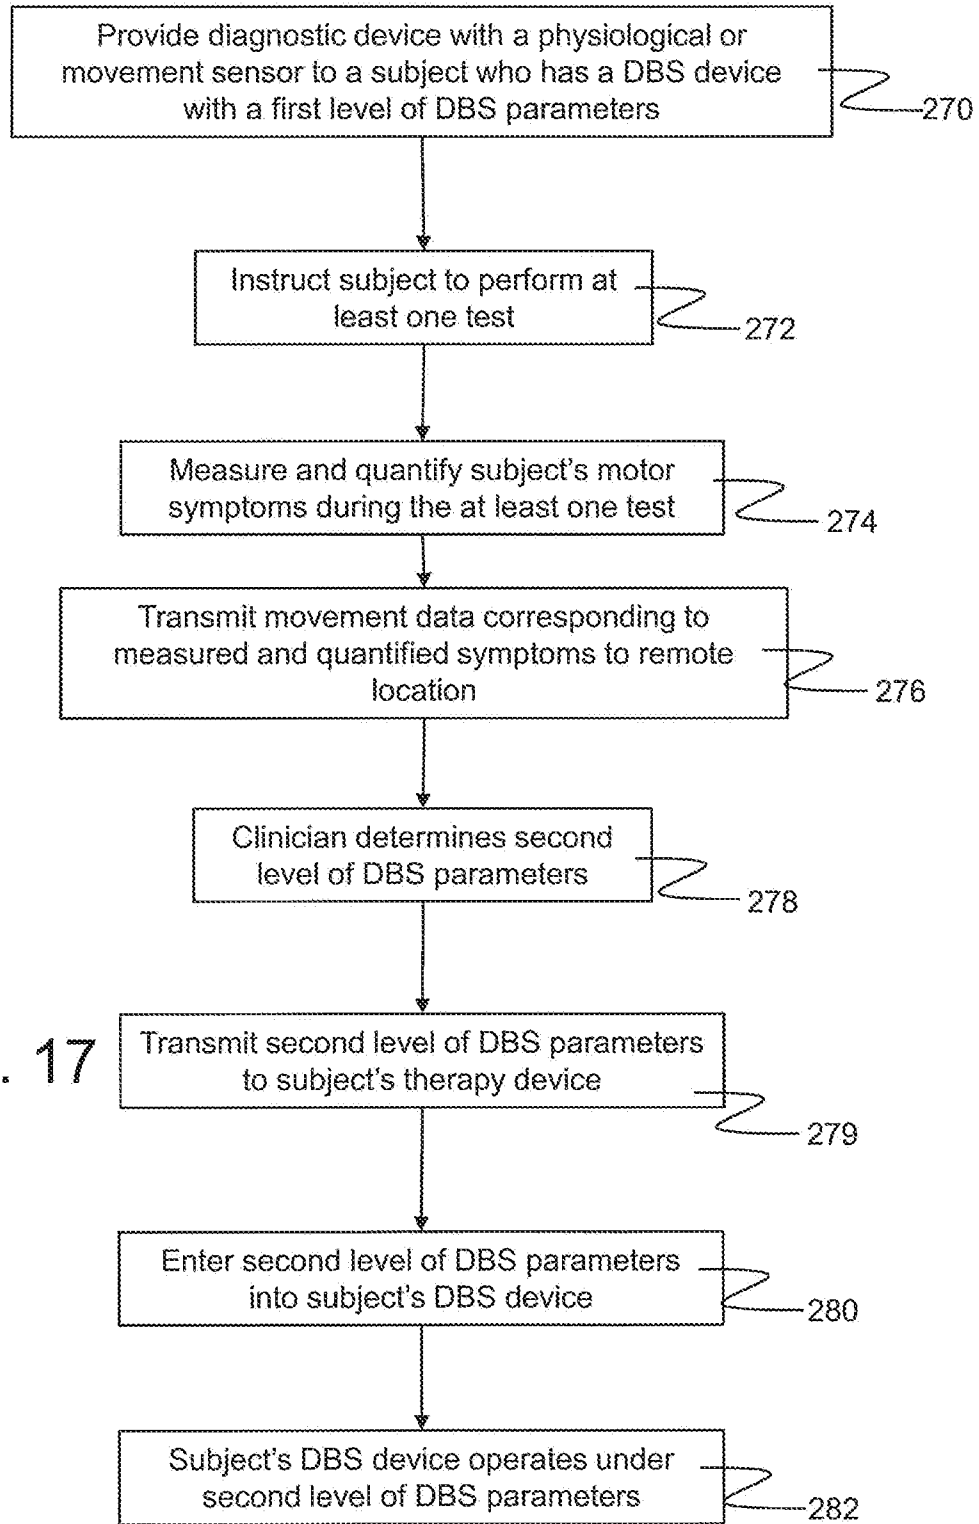 Provide diagnostic device with a physiological or
movement sensor to a subject who has a DBS device
with a first level of DBS parameters
270
Instruct subject to perform at
least one test
272
Measure and quantify subject's motor
symptoms during the at least one test
274
Transmit movement data corresponding to
measured and quantified symptoms to remote
location
276
Clinician determines second
level of DBS parameters
278
. 17
Transmit second level of DBS parameters
to subject's therapy device
279
Enter second level of DBS parameters
into subject's DBS device
280
Subject's DBS device operates under
second level of DBS parameters
282